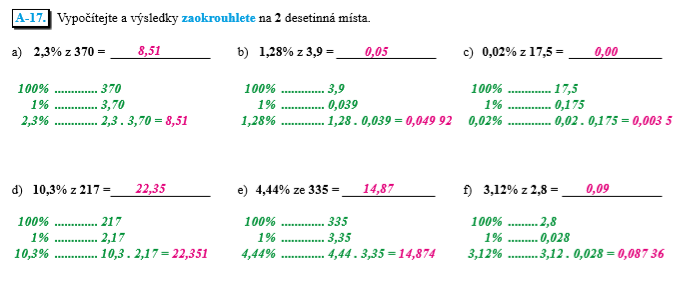 A-17. Vypočítejte a výsledky zaokrouhlete na 2 desetinná místa.
a) 2,3% z 370 = 8,51
b) 1,28% z 3,9 = 0,05
c) 0,02% z 17,5 = 0,00
100% ............. 370
100% ............. 3,9
100% ............. 17,5
1% ............. 3,70
1% ............. 0,039
1% ............. 0,175
2,3% ............. 2,3 . 3,70 = 8,51
1,28% ............. 1,28 . 0,039 = 0,049 92
0,02% ............. 0,02 . 0,175 = 0,003 5
d) 10,3% z 217 = 22,35
e) 4,44% ze 335 = 14,87
f) 3,12% z 2,8 = 0,09
100% ............. 217
100% ............. 335
100% ......... 2,8
1% ............. 2,17
1% ............. 3,35
1% ......... 0,028
10,3% ............. 10,3 . 2,17 = 22,351
4,44% ............. 4,44 . 3,35 = 14,874
3,12% ......... 3,12 . 0,028 = 0,087 36